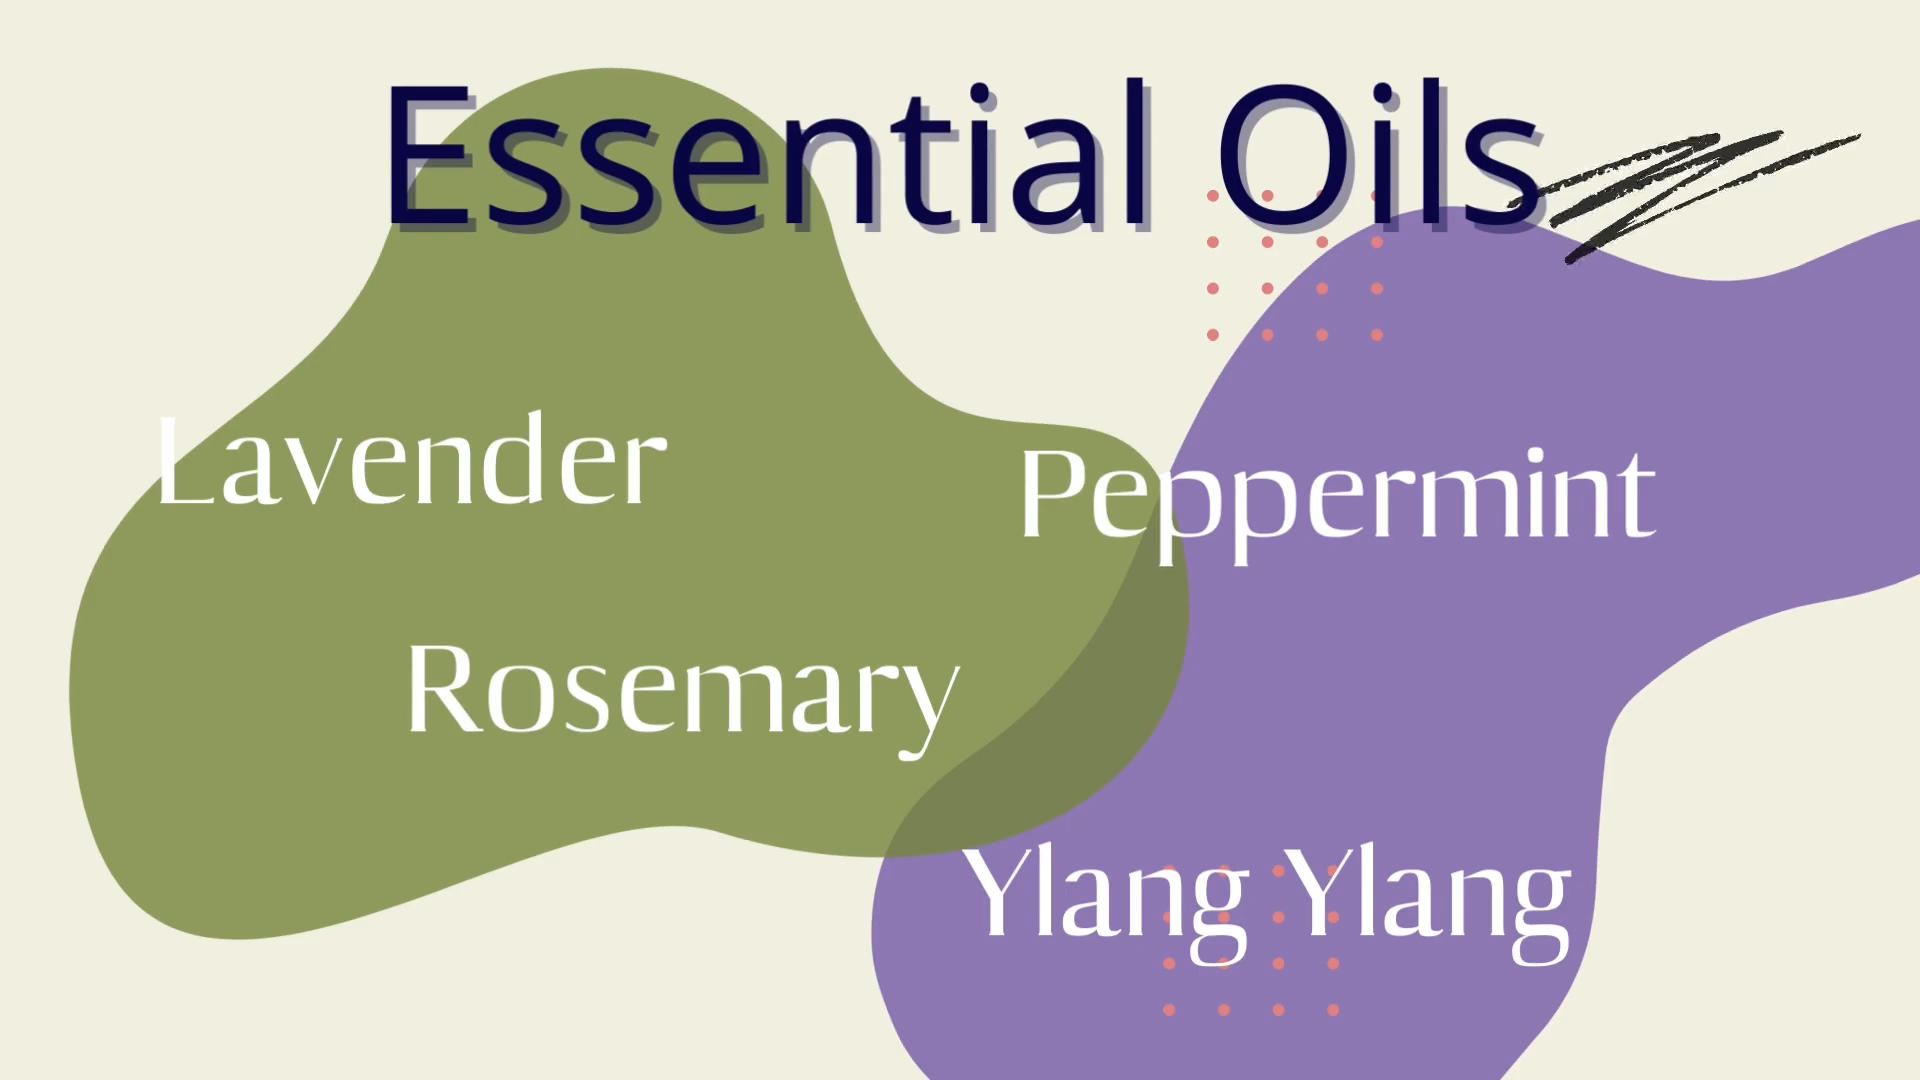 Essential Oils
Lavender
Peppermint
Rosemary
Ylang Ylang